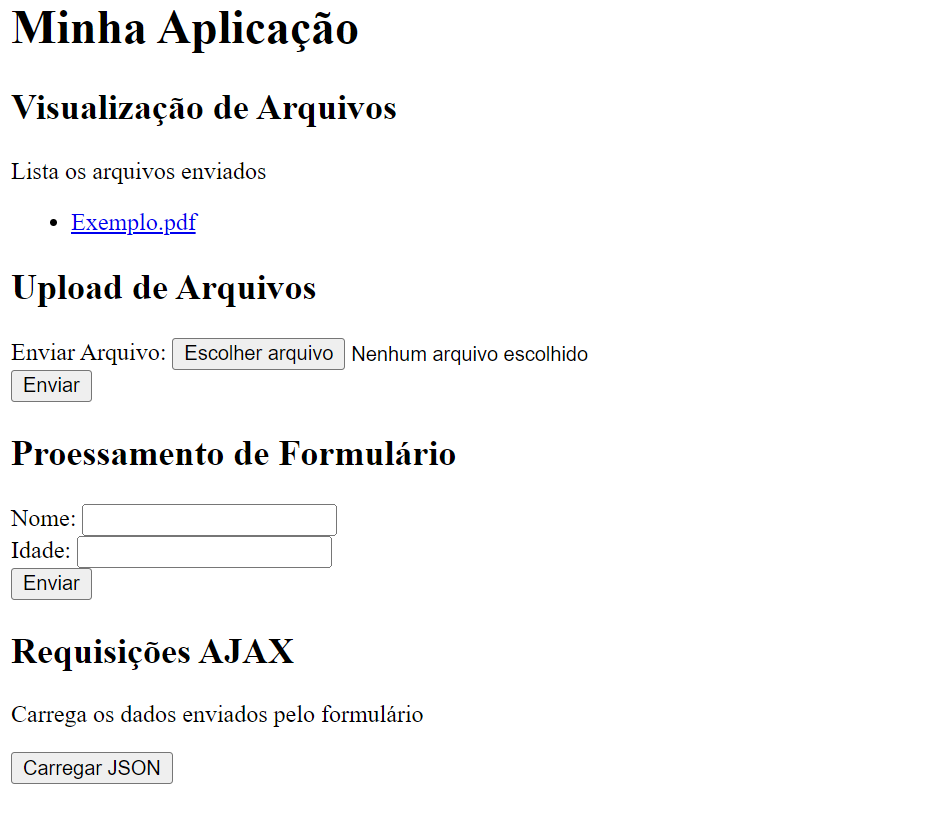 Minha Aplicação
Visualização de Arquivos
Lista os arquivos enviados
Exemplo.pdf
Upload de Arquivos
Enviar Arquivo: Escolher arquivo Nenhum arquivo escolhido
Enviar
Proessamento de Formulário
Nome:
Idade:
Enviar
Requisições AJAX
Carrega os dados enviados pelo formulário
Carregar JSON